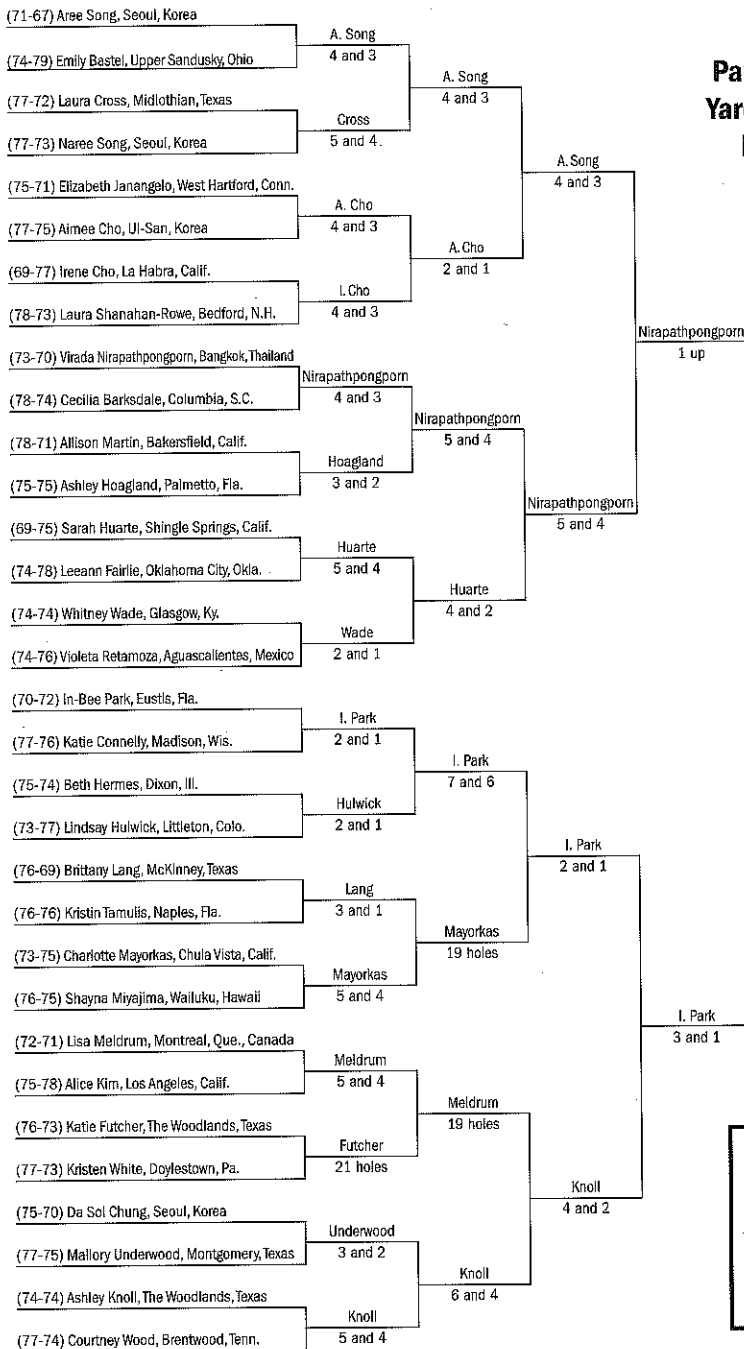 (71-67) Aree Song, Seoul, Korea
(74-79) Emily Bastel, Upper Sandusky, Ohio
(77-72) Laura Cross, Midlothian, Texas
(77-73) Naree Song, Seoul, Korea
(75-71) Elizabeth Janangelo, West Hartford, Conn.
(77-75) Aimee Cho, Ul-San, Korea
(69-77) Irene Cho, La Habra, Calif.
(78-73) Laura Shanahan-Rowe, Bedford, N.H.
(73-70) Virada Nirapathpongporn, Bangkok, Thailand
(78-74) Cecilia Barksdale, Columbia, S.C.
(78-71) Allison Martin, Bakersfield, Calif.
(75-75) Ashley Hoagland, Palmetto, Fla.
(69-75) Sarah Huarte, Shingle Springs, Calif.
(74-78) Leeann Fairlie, Oklahoma City, Okla.
(74-74) Whitney Wade, Glasgow, Ky.
(74-76) Violeta Retamoza, Aguascalientes, Mexico
(70-72) In-Bee Park, Eustis, Fla.
(77-76) Katie Connelly, Madison, Wis.
(75-74) Beth Hermes, Dixon, Ill.
(73-77) Lindsay Hulwick, Littleton, Colo.
(76-69) Brittany Lang, McKinney, Texas
(76-76) Kristin Tamulis, Naples, Fla.
(73-75) Charlotte Mayorkas, Chula Vista, Calif.
(76-75) Shayna Miyajima, Wailuku, Hawaii
(72-71) Lisa Meldrum, Montreal, Que., Canada
(75-78) Alice Kim, Los Angeles, Calif.
(76-73) Katie Futcher, The Woodlands, Texas
(77-73) Kristen White, Doylestown, Pa.
(75-70) Da Sol Chung, Seoul, Korea
(77-75) Mallory Underwood, Montgomery, Texas
(74-74) Ashley Knoll, The Woodlands, Texas
(77-74) Courtney Wood, Brentwood, Tenn.
A. Song
4 and 3
Cross
5 and 4.
A. Cho
4 and 3
I. Cho
4 and 3
Nirapathpongporn
4 and 3
Hoagland
3 and 2
Huarte
5 and 4
Wade
2 and 1
I. Park
2 and 1
Hulwick
2 and 1
Lang
3 and 1
Mayorkas
5 and 4
Meldrum
5 and 4
Futcher
21 holes
Underwood
3 and 2
Knoll
5 and 4
A. Song
4 and 3
A. Cho
2 and 1
Nirapathpongporn
5 and 4
Huarte
4 and 2
I. Park
7 and 6
Mayorkas
19 holes
Meldrum
19 holes
Knoll
6 and 4
A. Song
4 and 3
Nirapathpongporn
5 and 4
I. Park
2 and 1
Knoll
4 and 2
Nirapathpongporn
1 up
I. Park
3 and 1